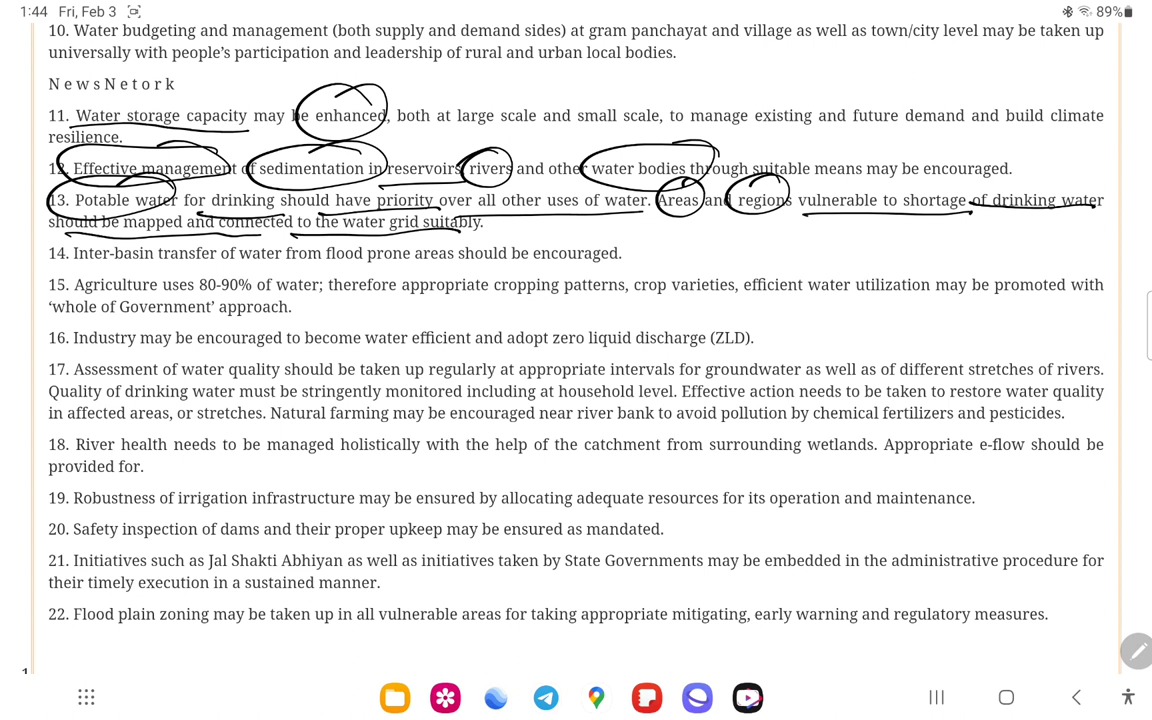 1:44 Fri, Feb 3 89%
10. Water budgeting and management (both supply and demand sides) at gram panchayat and village as well as town/city level may be taken up
universally with people’s participation and leadership of rural and urban local bodies.
N e w s N e t o r k
11. Water storage capacity may be enhanced, both at large scale and small scale, to manage existing and future demand and build climate
resilience.
12. Effective management of sedimentation in reservoirs, rivers and other water bodies through suitable means may be encouraged.
13. Potable water for drinking should have priority over all other uses of water. Areas and regions vulnerable to shortage of drinking water
should be mapped and connected to the water grid suitably.
14. Inter-basin transfer of water from flood prone areas should be encouraged.
15. Agriculture uses 80-90% of water; therefore appropriate cropping patterns, crop varieties, efficient water utilization may be promoted with
‘whole of Government’ approach.
16. Industry may be encouraged to become water efficient and adopt zero liquid discharge (ZLD).
17. Assessment of water quality should be taken up regularly at appropriate intervals for groundwater as well as of different stretches of rivers.
Quality of drinking water must be stringently monitored including at household level. Effective action needs to be taken to restore water quality
in affected areas, or stretches. Natural farming may be encouraged near river bank to avoid pollution by chemical fertilizers and pesticides.
18. River health needs to be managed holistically with the help of the catchment from surrounding wetlands. Appropriate e-flow should be
provided for.
19. Robustness of irrigation infrastructure may be ensured by allocating adequate resources for its operation and maintenance.
20. Safety inspection of dams and their proper upkeep may be ensured as mandated.
21. Initiatives such as Jal Shakti Abhiyan as well as initiatives taken by State Governments may be embedded in the administrative procedure for
their timely execution in a sustained manner.
22. Flood plain zoning may be taken up in all vulnerable areas for taking appropriate mitigating, early warning and regulatory measures.